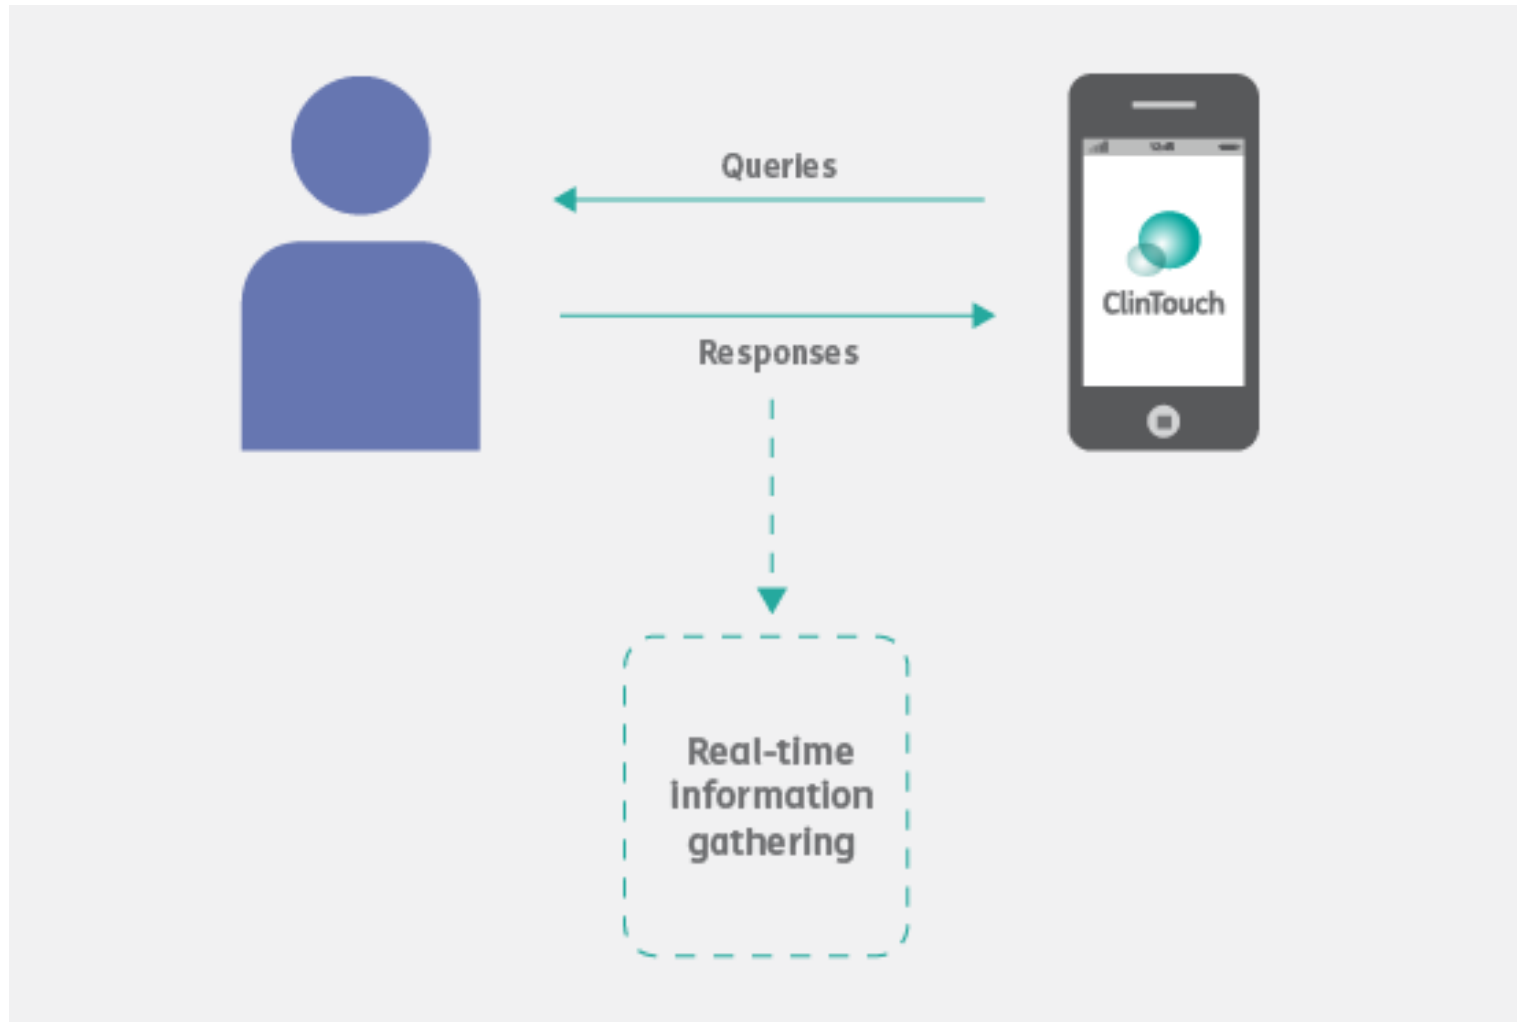 Queries
ClinTouch
Responses
Real-time
information
gathering